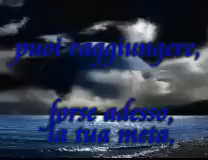 puoi raggiungere,
forse adesso,
la tua meta,